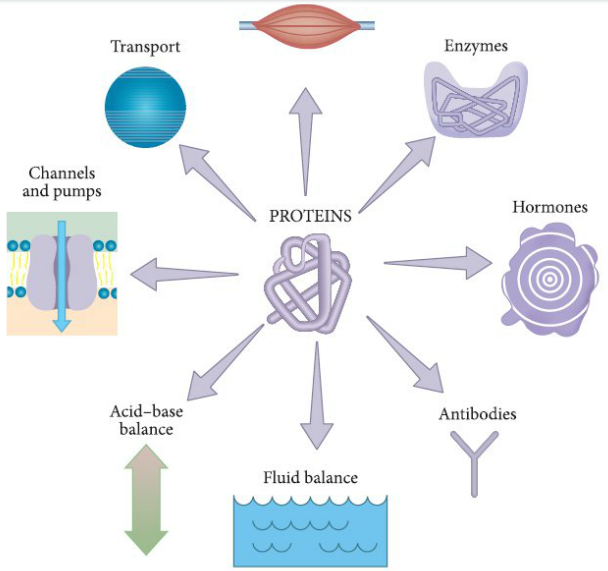 Transport
Enzymes
Channels
and pumps
PROTEINS
Hormones
Acid–base
balance
Antibodies
Fluid balance